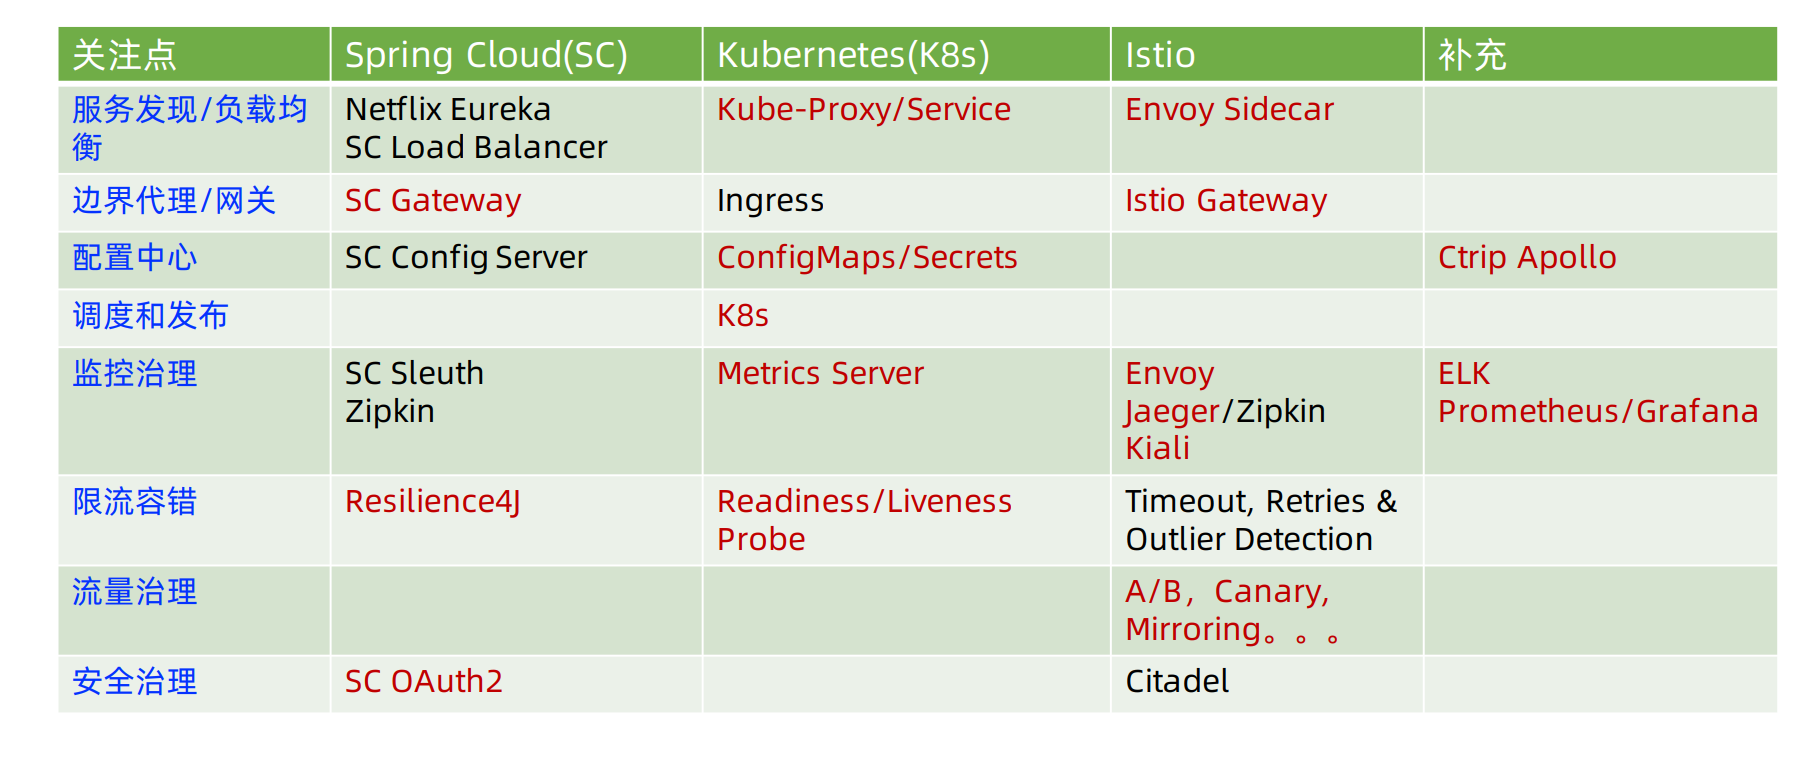 关注点
Spring Cloud(SC)
Kubernetes(K8s)
Istio
补充
服务发现/负载均
衡
Netflix Eureka
SC Load Balancer
Kube-Proxy/Service
Envoy Sidecar
边界代理/网关
SC Gateway
Ingress
Istio Gateway
配置中心
SC Config Server
ConfigMaps/Secrets
Ctrip Apollo
调度和发布
K8s
监控治理
SC Sleuth
Zipkin
Metrics Server
Envoy
Jaeger/Zipkin
Kiali
ELK
Prometheus/Grafana
限流容错
Resilience4J
Readiness/Liveness
Probe
Timeout, Retries &
Outlier Detection
流量治理
A/B，Canary,
Mirroring。。。
安全治理
SC OAuth2
Citadel